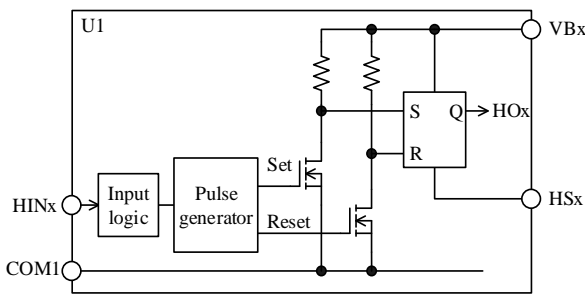 U1
VBx
S
Q
HOx
R
Set
HINx
Input
logic
Pulse
generator
HSx
Reset
COM1